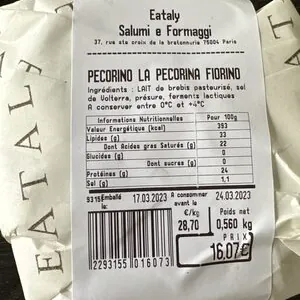 Eataly
Salumi e Formaggi
37, rue ste croix de la bretonnerie 75004 Paris
PECORINO LA PECORINA FIORINO
Ingrédients : LAIT de brebis pasteurisé, sel
de Volterra, présure, ferments lactiques
A conserver entre 0°C et +4°C
Informations Nutritionnelles Pour 100g
Valeur Energétique (kcal) 393
Lipides (g) 33
Dont Acides gras Saturés (g) 22
Glucides (g) 0
Dont sucres (g) 0
Protéines (g) 24
Sel (g) 1.1
9315 Emballé le: 17.03.2023 A consommer avant le 24.03.2023
€/kg Poids net
28,70 0,560 kg
PRIX
16,07€
2293155 016073
EATALY
EATALY